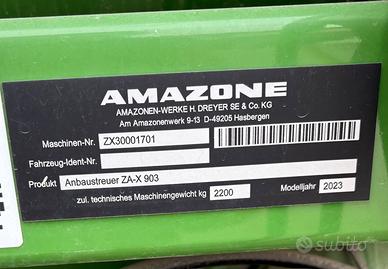 AMAZONE
AMAZONEN-WERKE H. DREYER SE & Co. KG
Am Amazonenwerk 9-13 D-49205 Hasbergen
Maschinen-Nr. ZX30001701
Fahrzeug-Ident-Nr.
Produkt Anbaustreuer ZA-X 903
zul. technisches Maschinengewicht kg 2200 Modelljahr 2023
subito